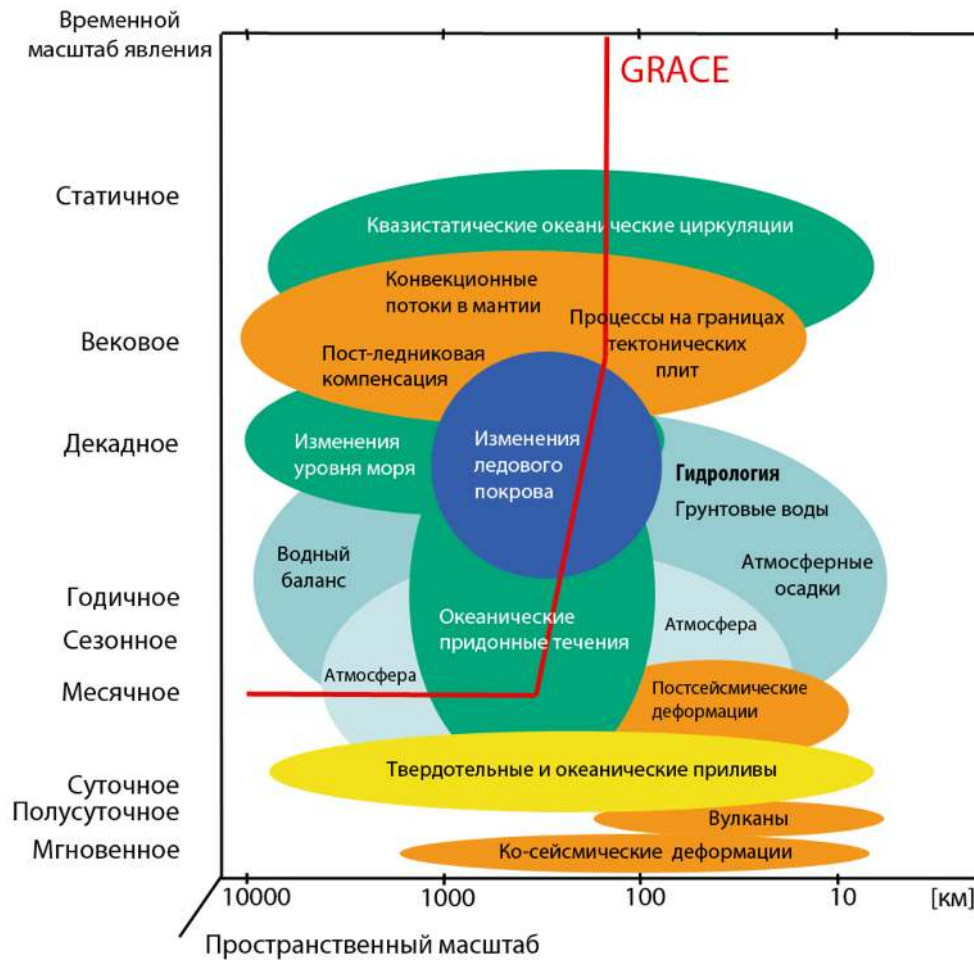 Временной
масштаб явления
GRACE
Статичное
Квазистатические океанические циркуляции
Конвекционные
потоки в мантии
Процессы на границах
тектонических
плит
Вековое
Пост-ледниковая
компенсация
Декадное
Изменения
уровня моря
Изменения
ледового
покрова
Гидрология
Грунтовые воды
Водный
баланс
Атмосферные
осадки
Годичное
Океанические
придонные течения
Атмосфера
Сезонное
Атмосфера
Месячное
Постсейсмические
деформации
Твердотельные и океанические приливы
Суточное
Полусуточное
Вулканы
Мгновенное
Ко-сейсмические деформации
10000
1000
100
10
[км]
Пространственный масштаб